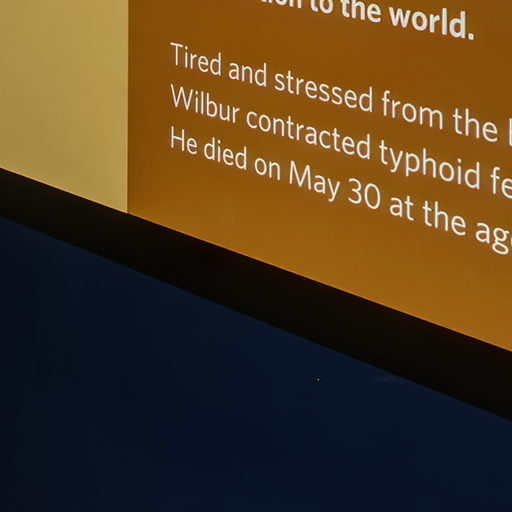 to the world.
Tired and stressed from the
Wilbur contracted typhoid
He died on May 30 at the